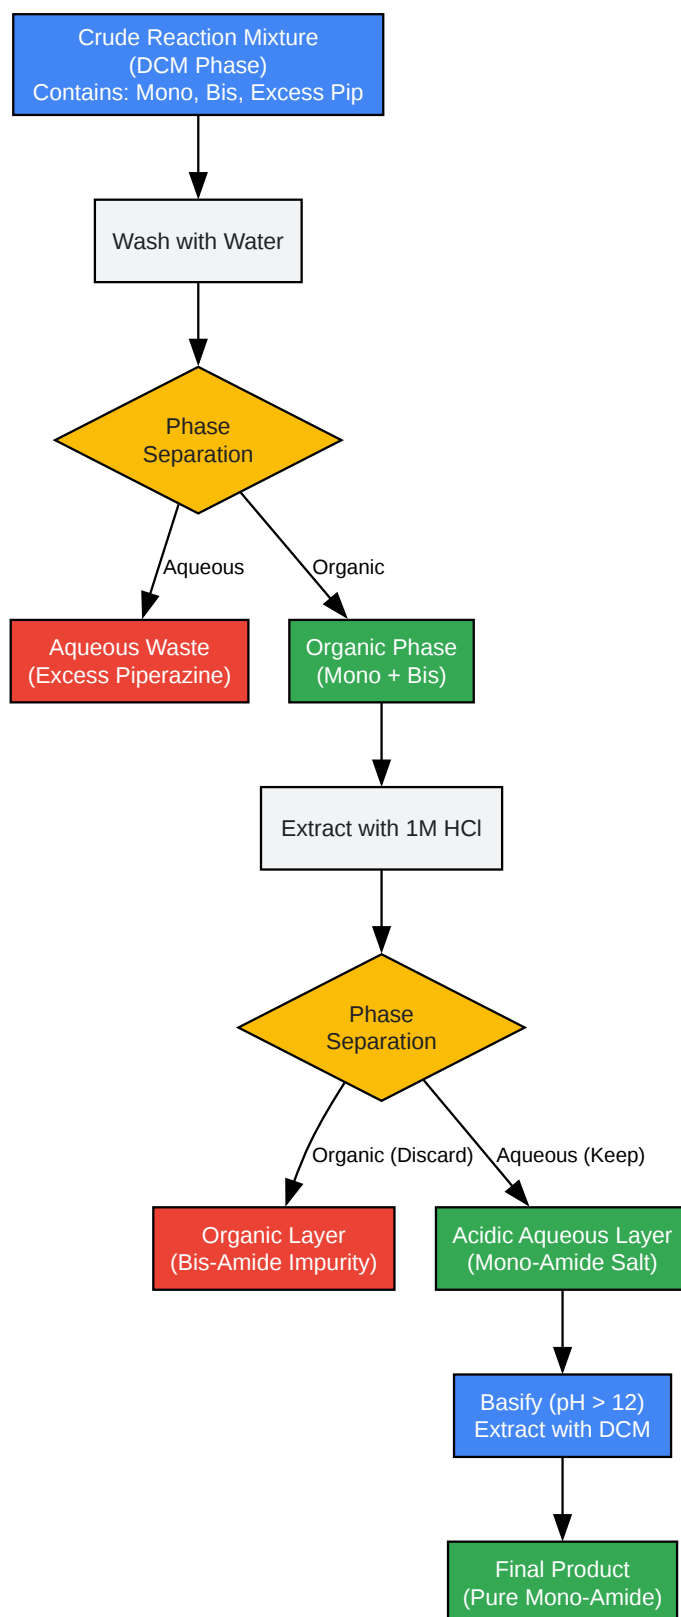 Crude Reaction Mixture
(DCM Phase)
Contains: Mono, Bis, Excess Pip
Wash with Water
Phase
Separation
Aqueous
Organic
Aqueous Waste
(Excess Piperazine)
Organic Phase
(Mono + Bis)
Extract with 1M HCl
Phase
Separation
Organic (Discard)
Aqueous (Keep)
Organic Layer
(Bis-Amide Impurity)
Acidic Aqueous Layer
(Mono-Amide Salt)
Basify (pH > 12)
Extract with DCM
Final Product
(Pure Mono-Amide)